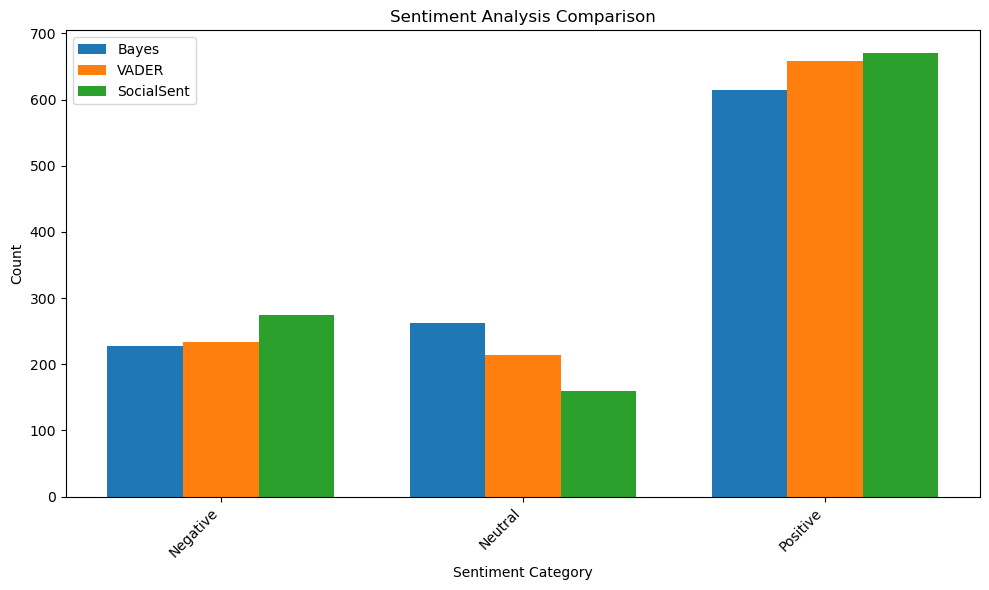 Sentiment Analysis Comparison
Bayes
VADER
SocialSent
Count
700
600
500
400
300
200
100
0
Negative
Neutral
Positive
Sentiment Category